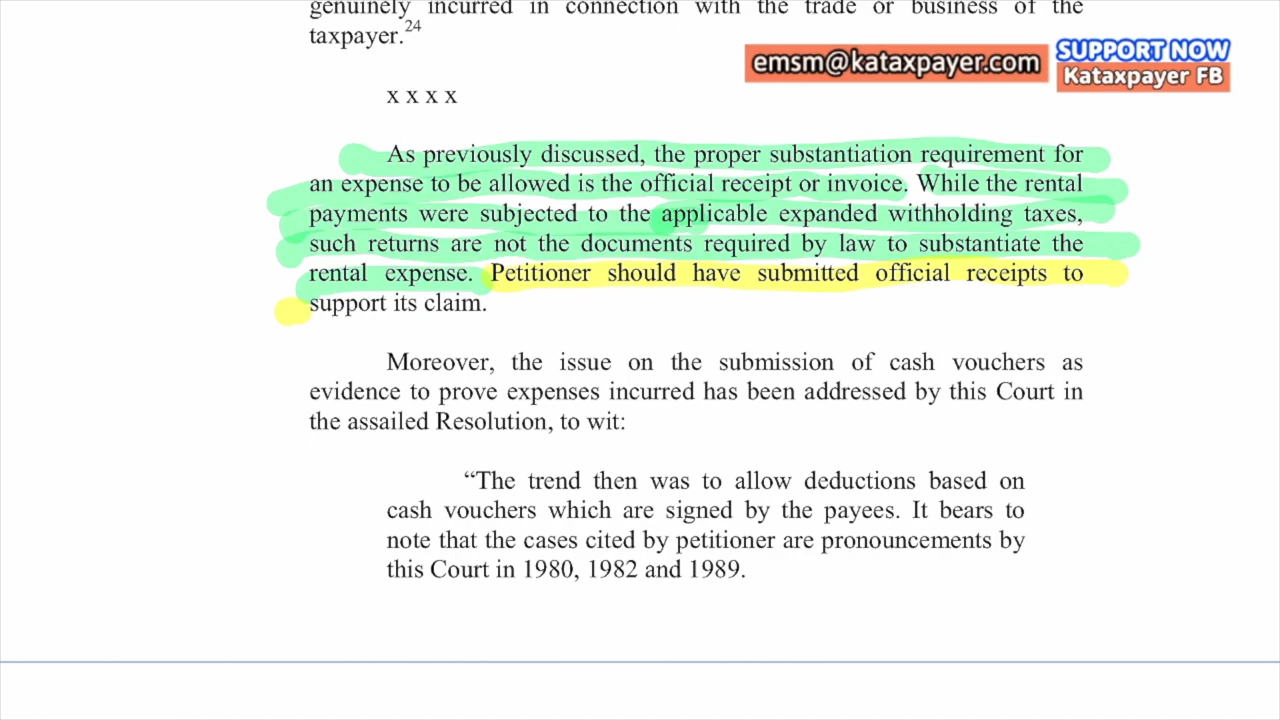 genuinely incurred in connection with the trade or business of the
taxpayer.24
emsm@kataxpayer.com
SUPPORT NOW
Kataxpayer FB
x x x x
As previously discussed, the proper substantiation requirement for
an expense to be allowed is the official receipt or invoice. While the rental
payments were subjected to the applicable expanded withholding taxes,
such returns are not the documents required by law to substantiate the
rental expense. Petitioner should have submitted official receipts to
support its claim.
Moreover, the issue on the submission of cash vouchers as
evidence to prove expenses incurred has been addressed by this Court in
the assailed Resolution, to wit:
“The trend then was to allow deductions based on
cash vouchers which are signed by the payees. It bears to
note that the cases cited by petitioner are pronouncements by
this Court in 1980, 1982 and 1989.